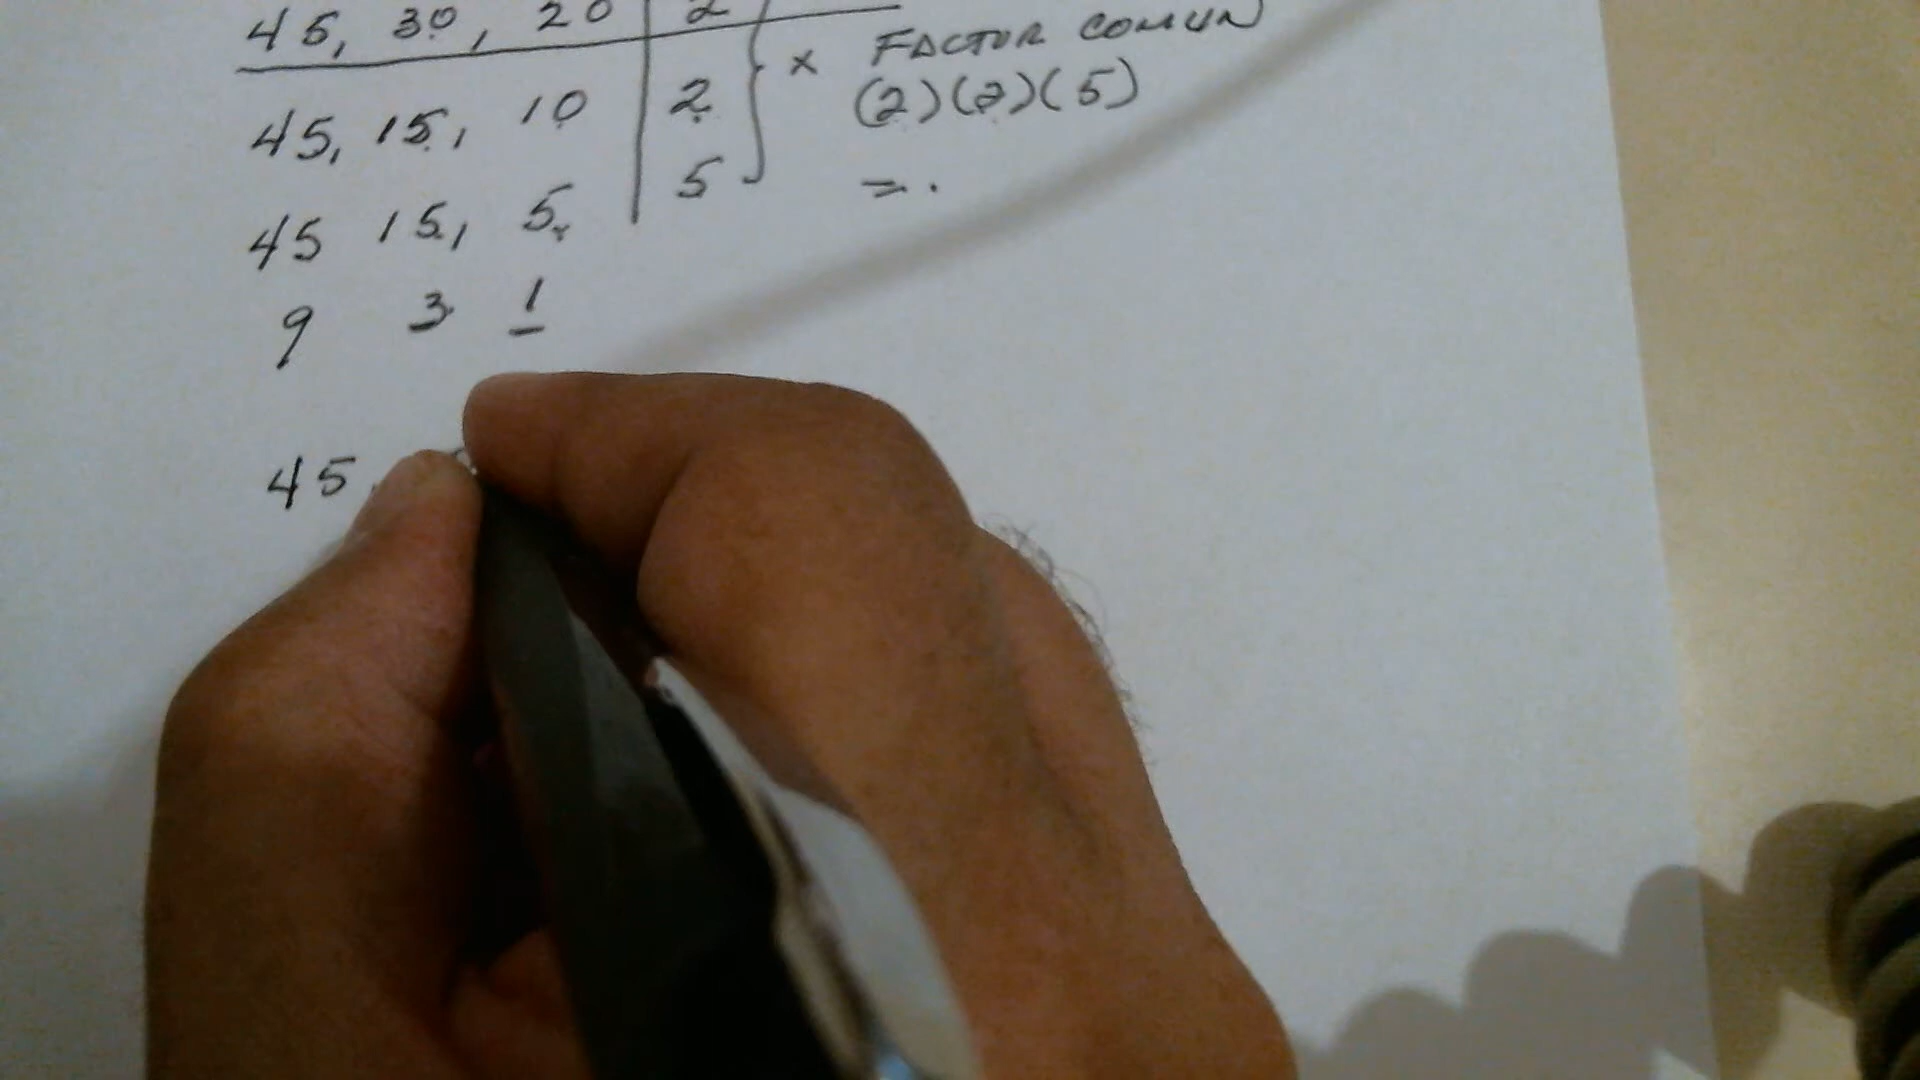 45, 30, 20 | 2
45, 15, 10 | 2 } x FACTOR COMUN
45 15, 5 | 5 (2)(2)(5)
9 3 1 =.
45,